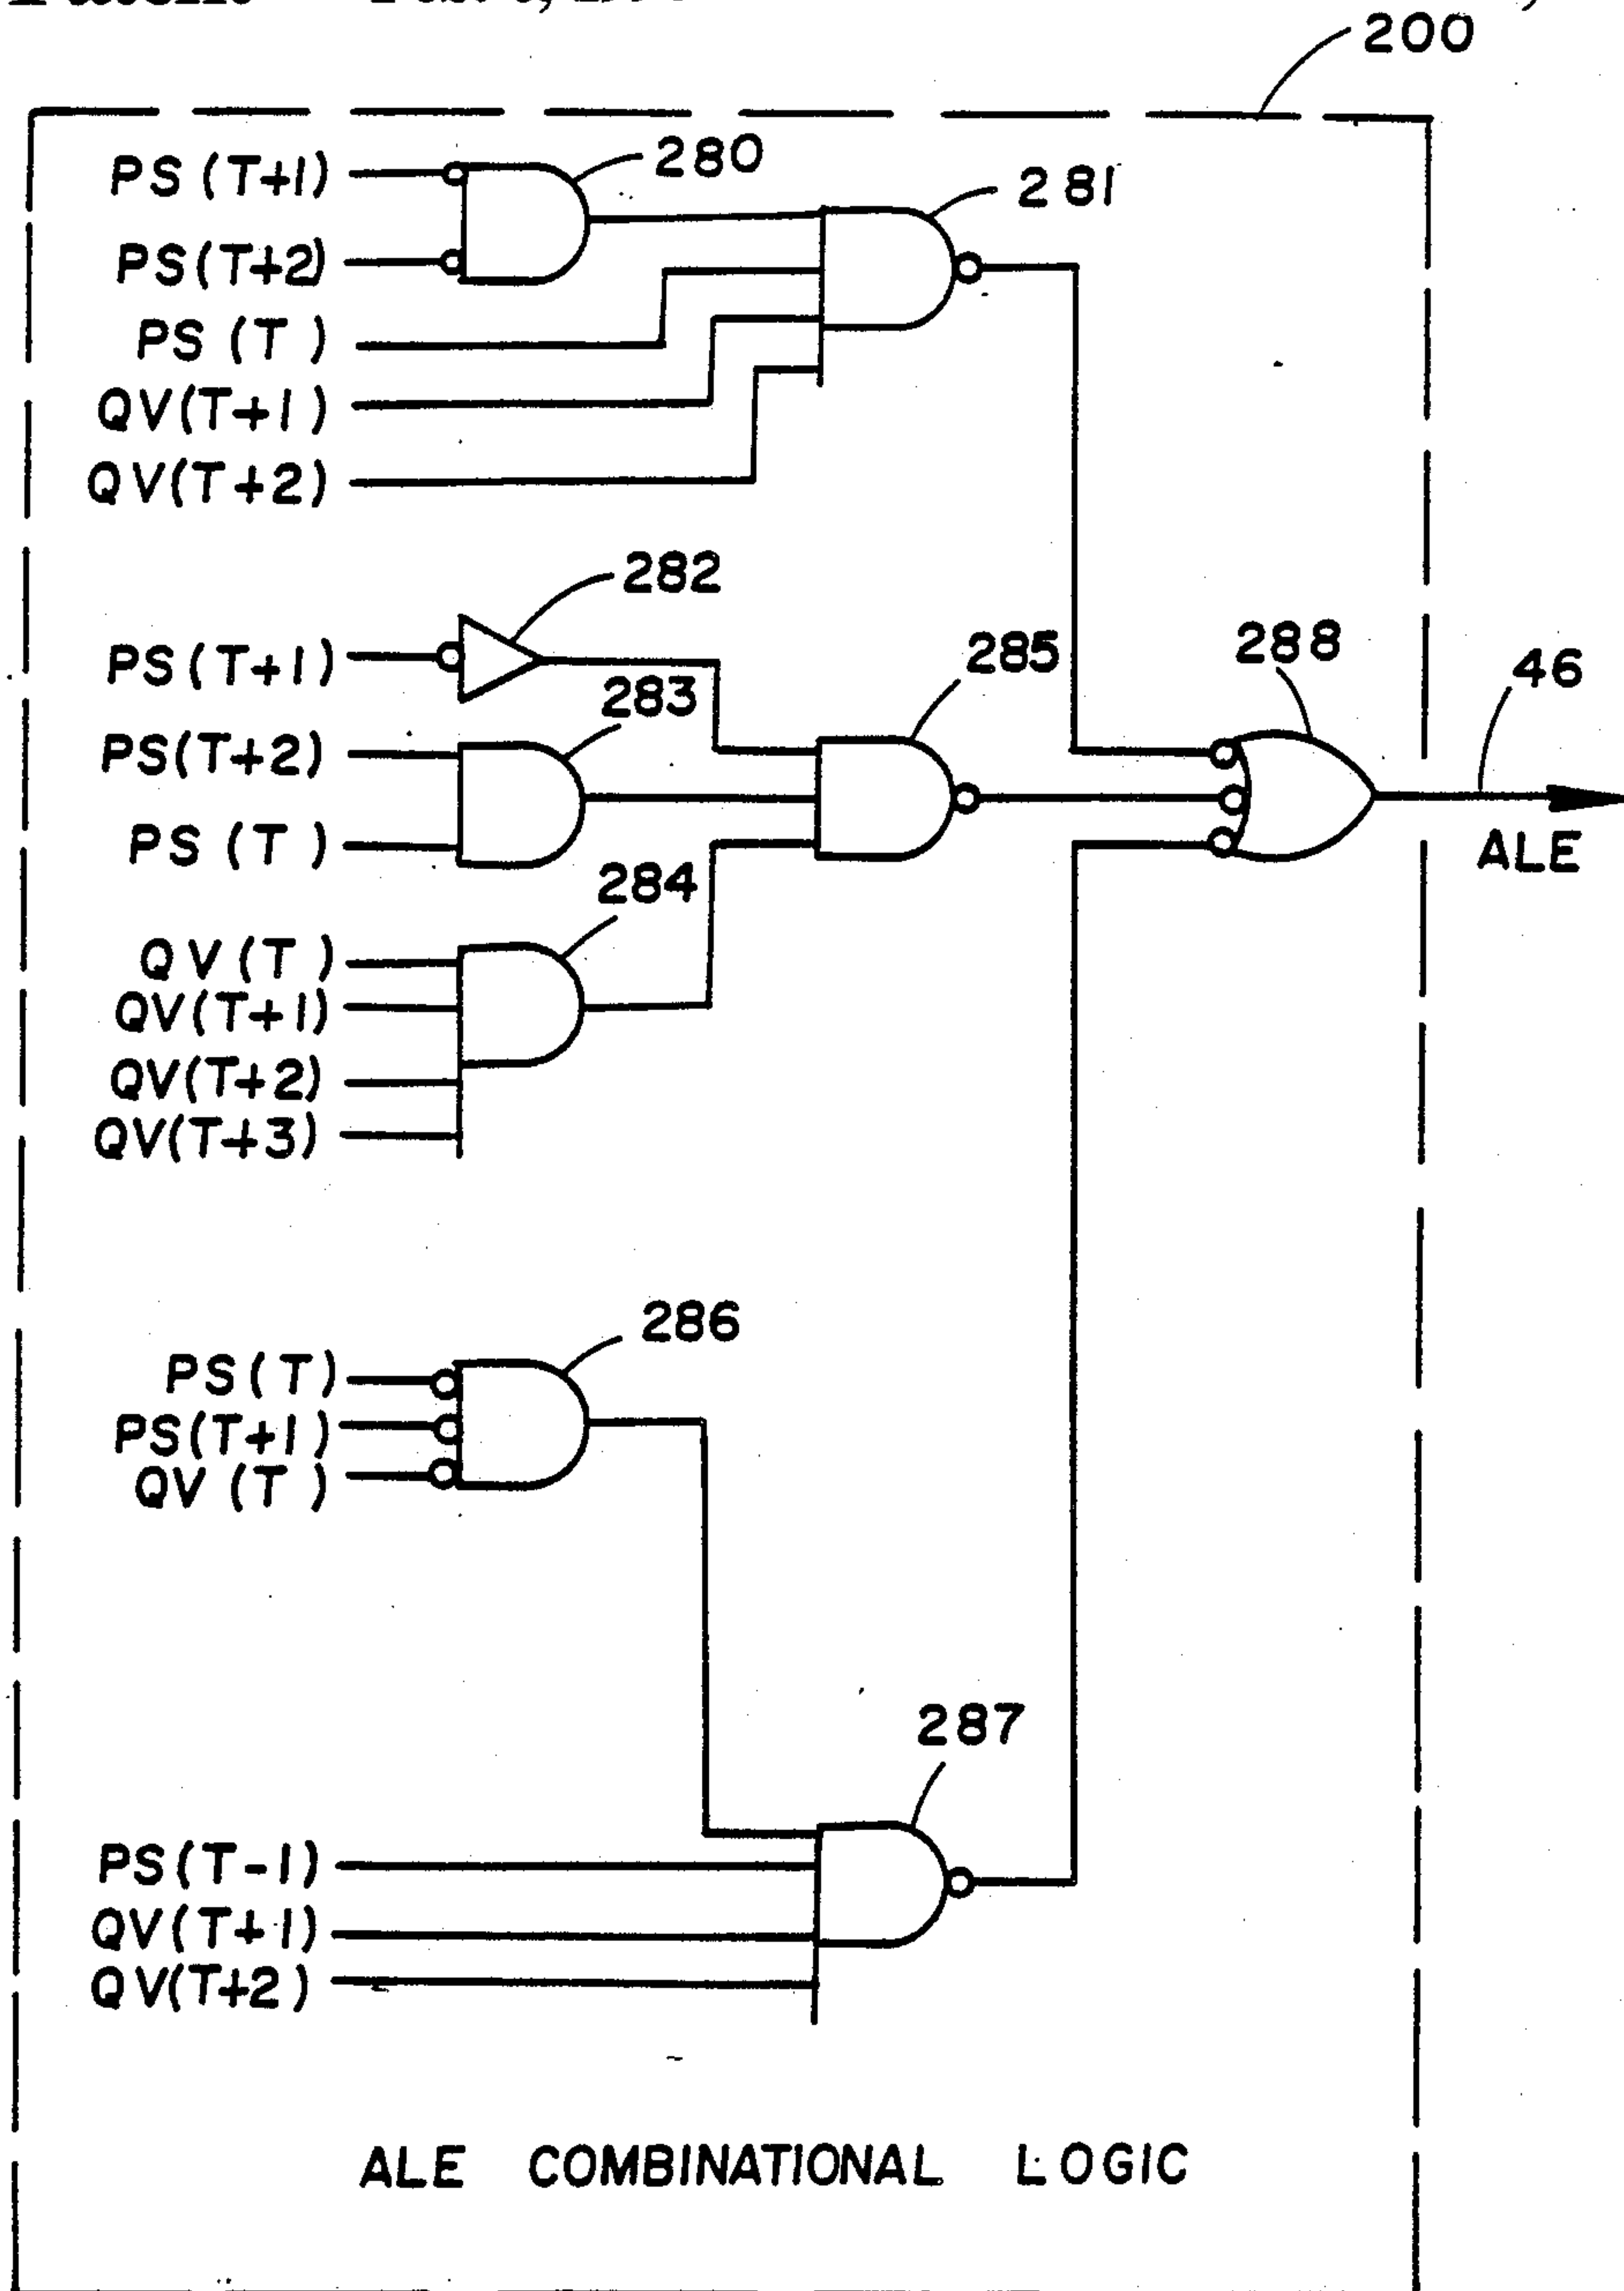 200
PS (T+1)
280
281
PS(T+2)
PS (T )
QV(T+1 )
QV(T+2)
282
PS(T+1)
283
285
288
46
PS(T+2)
PS (T )
ALE
284
QV (T )
QV(T+1)
QV(T+2)
QV(T+3)
286
PS(T)
PS(T+1)
QV (T )
287
PS(T-1)
QV(T+1)
QV(T+2)
ALE COMBINATIONAL LOGIC